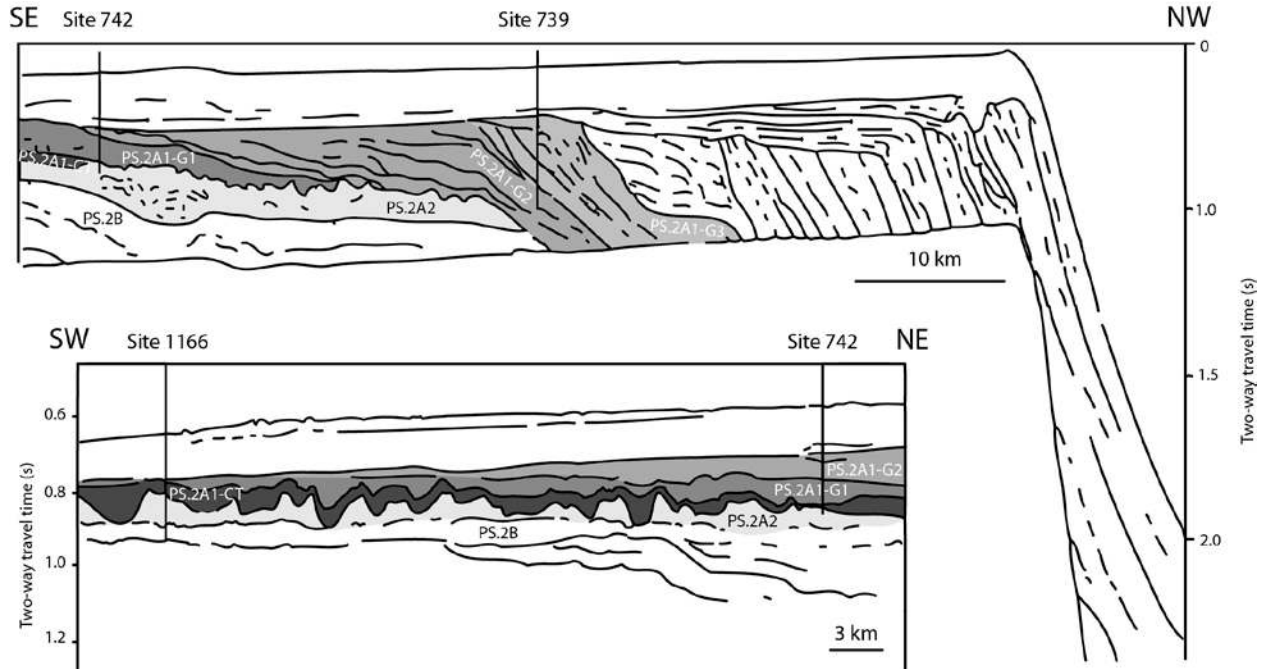 SE
Site 742
Site 739
NW
0
1.0
1.5
2.0
Two-way travel time (s)
PS.2A1-CT
PS.2A1-G1
PS.2A1-G2
PS.2A2
PS.2B
PS.2A1-G3
10 km
SW
Site 1166
Site 742
NE
0.6
0.8
1.0
1.2
Two-way travel time (s)
PS.2A1-G2
PS.2A1-CT
PS.2A1-G1
PS.2A2
PS.2B
3 km